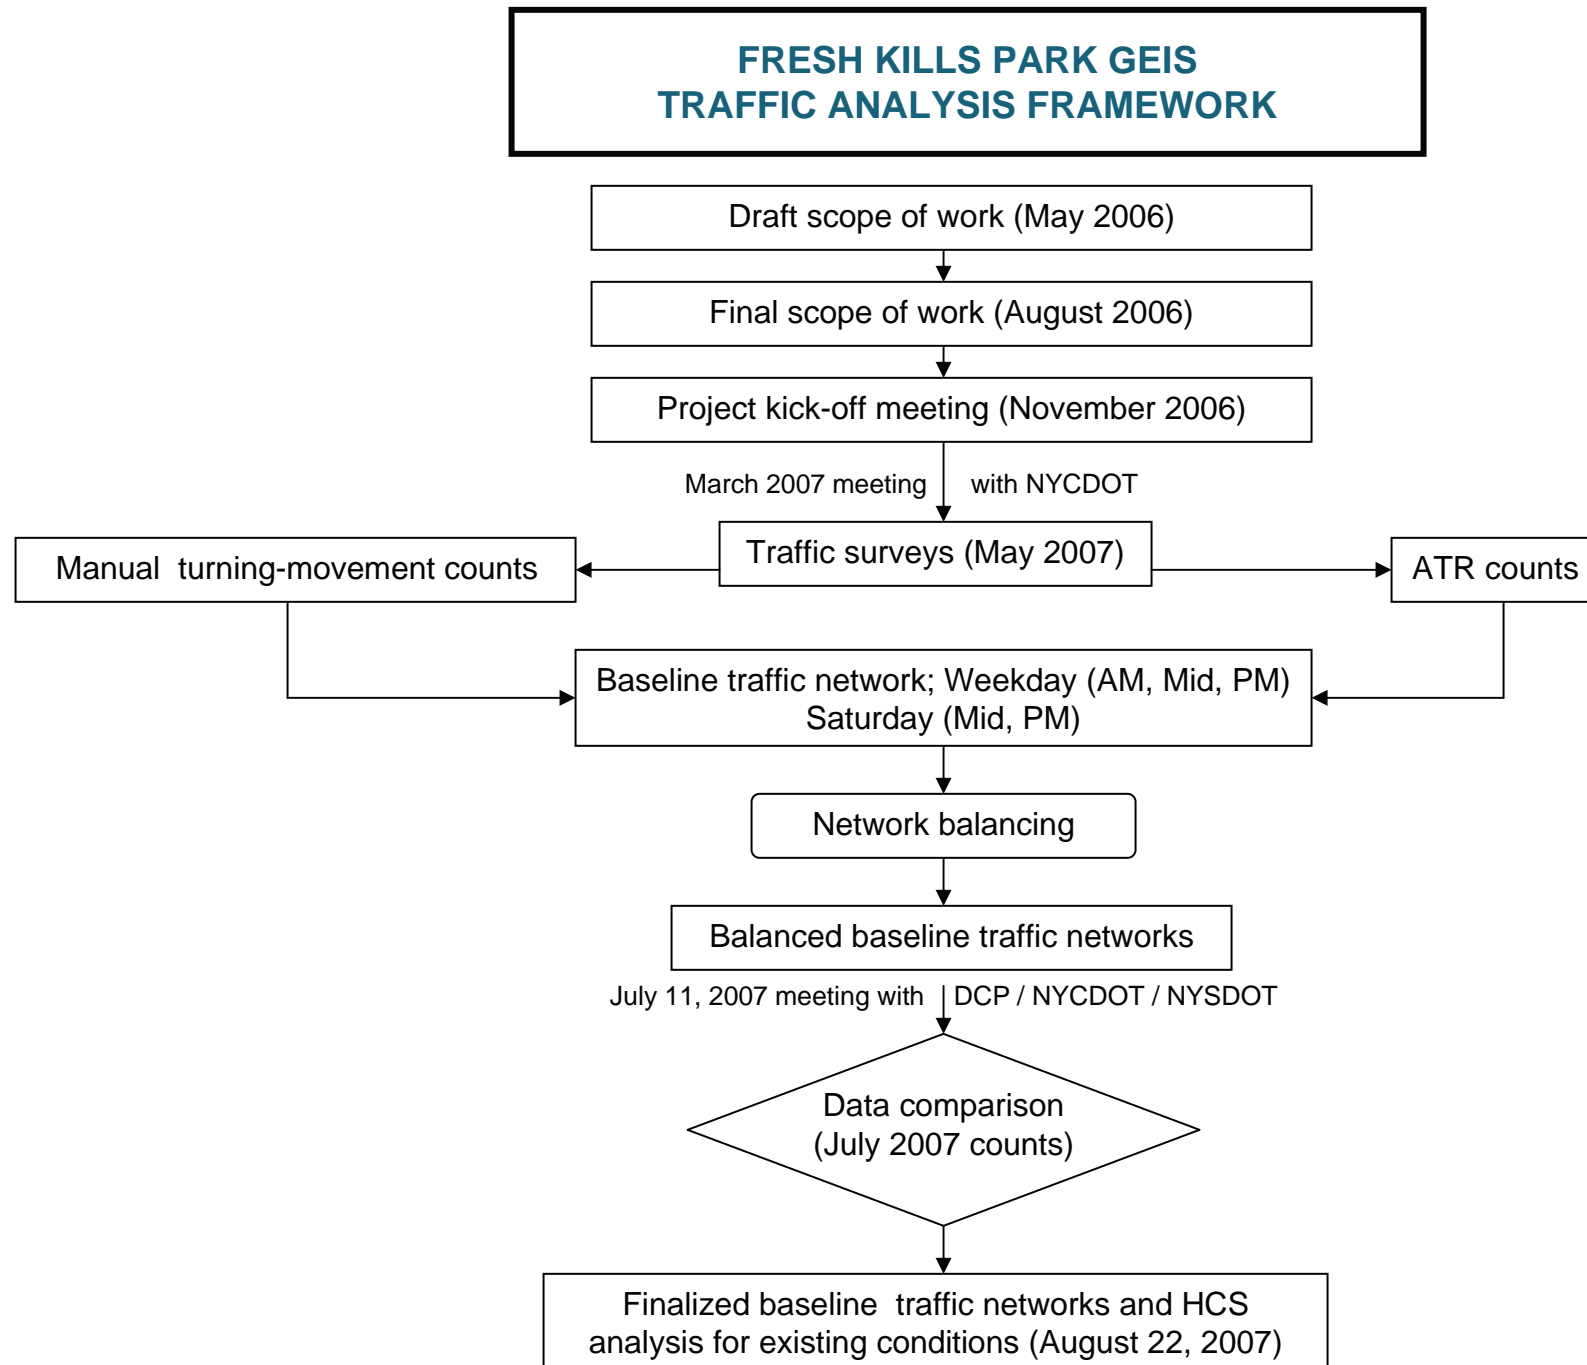 FRESH KILLS PARK GEIS
TRAFFIC ANALYSIS FRAMEWORK
Draft scope of work (May 2006)
Final scope of work (August 2006)
Project kick-off meeting (November 2006)
March 2007 meeting with NYCDOT
Manual turning-movement counts
Traffic surveys (May 2007)
ATR counts
Baseline traffic network; Weekday (AM, Mid, PM)
Saturday (Mid, PM)
Network balancing
Balanced baseline traffic networks
July 11, 2007 meeting with DCP / NYCDOT / NYSDOT
Data comparison
(July 2007 counts)
Finalized baseline traffic networks and HCS
analysis for existing conditions (August 22, 2007)